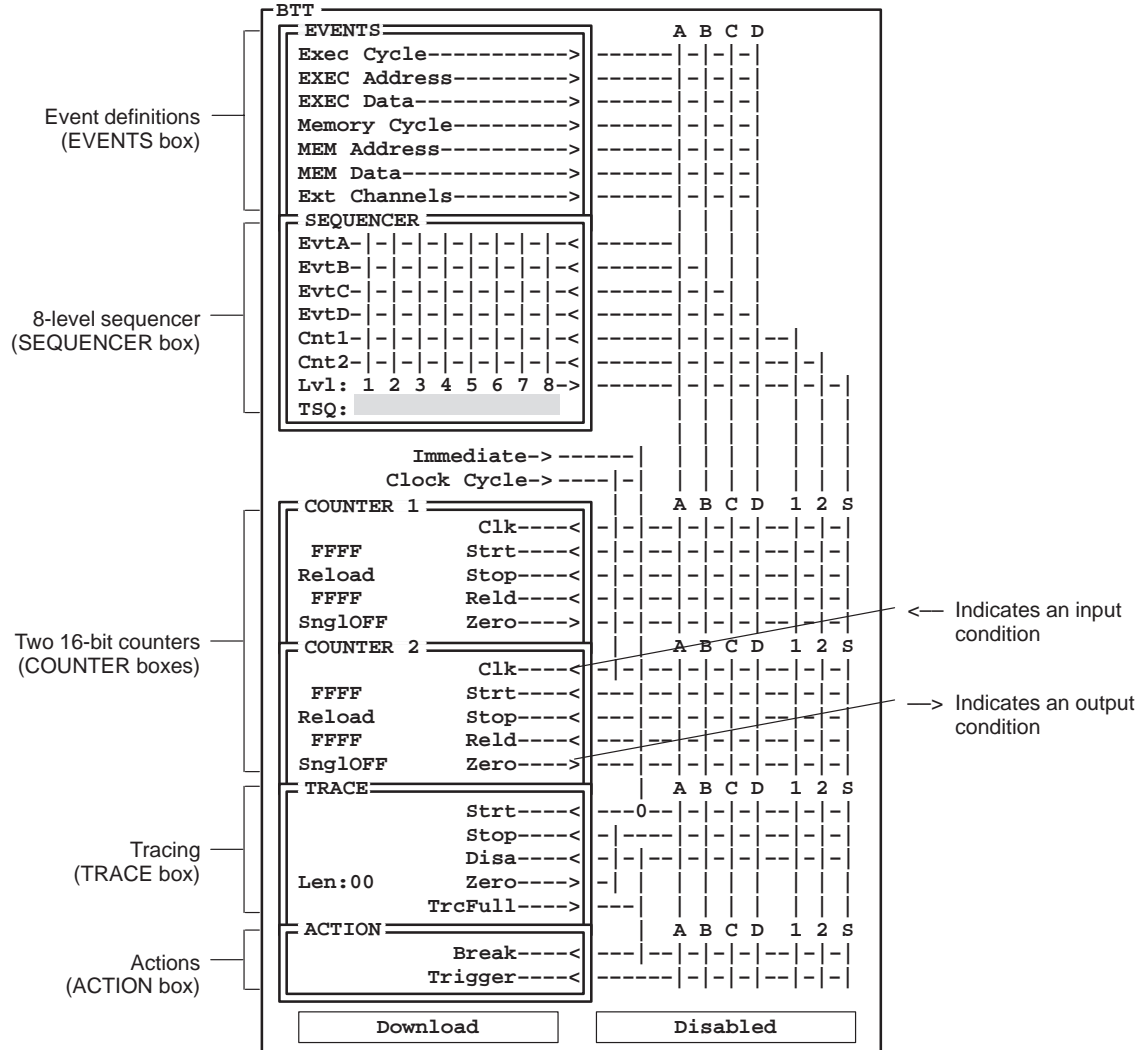 BTT
EVENTS A B C D
Exec Cycle----------->
EXEC Address--------->
EXEC Data------------>
Memory Cycle--------->
MEM Address---------->
MEM Data------------->
Ext Channels--------->
Event definitions
(EVENTS box)
SEQUENCER
EvtA-|-|-|-|-|-|-|-|-<
EvtB-|-|-|-|-|-|-|-|-<
EvtC-|-|-|-|-|-|-|-|-<
EvtD-|-|-|-|-|-|-|-|-<
Cnt1-|-|-|-|-|-|-|-|-<
Cnt2-|-|-|-|-|-|-|-|-<
Lvl: 1 2 3 4 5 6 7 8->
TSQ:
8-level sequencer
(SEQUENCER box)
Immediate->
Clock Cycle->
COUNTER 1 A B C D 1 2 S
Clk----<
FFFF Strt----<
Reload Stop----<
FFFF Reld----<
SnglOFF Zero---->
COUNTER 2 A B C D 1 2 S
Clk----<
FFFF Strt----<
Reload Stop----<
FFFF Reld----<
SnglOFF Zero---->
Two 16-bit counters
(COUNTER boxes)
<— Indicates an input
condition
—> Indicates an output
condition
TRACE A B C D 1 2 S
Strt----< ---0--
Stop----<
Disa----<
Len:00 Zero---->
TrcFull---->
Tracing
(TRACE box)
ACTION A B C D 1 2 S
Break----<
Trigger----<
Actions
(ACTION box)
Download Disabled